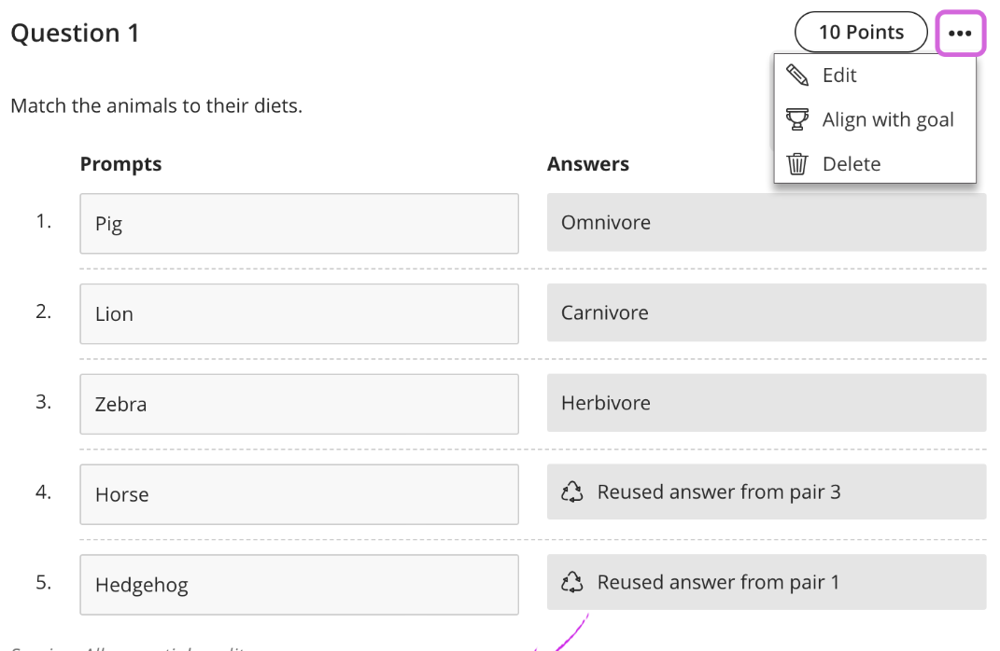 Question 1
10 Points
Edit
Align with goal
Delete
Match the animals to their diets.
Prompts
Answers
1.
Pig
Omnivore
2.
Lion
Carnivore
3.
Zebra
Herbivore
4.
Horse
Reused answer from pair 3
5.
Hedgehog
Reused answer from pair 1